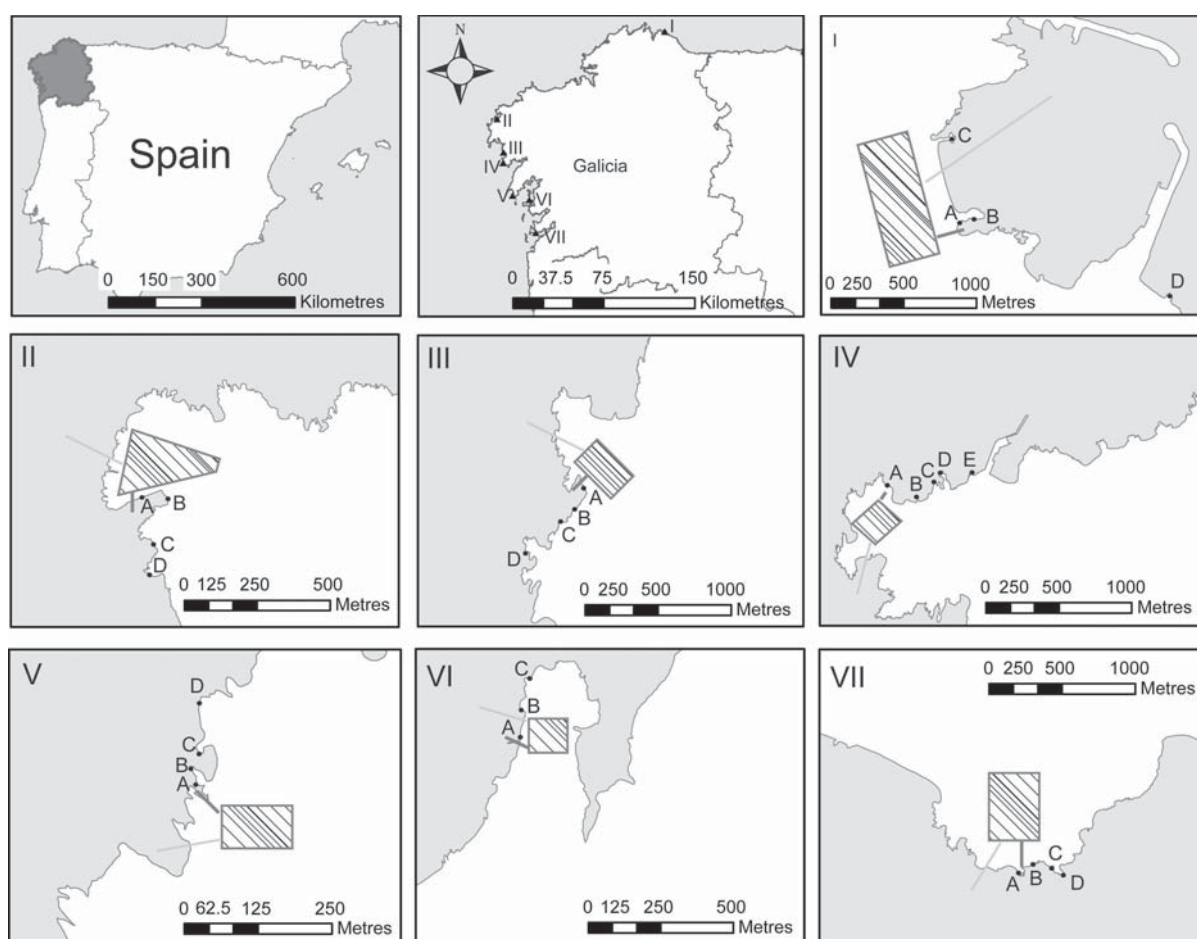 Spain
0 150 300 600
Kilometres
N
I
II
III
IV
V
VI
VII
Galicia
0 37.5 75 150
Kilometres
I
C
A
B
D
0 250 500 1000
Metres
II
A
B
C
D
0 125 250 500
Metres
III
A
B
C
D
0 250 500 1000
Metres
IV
A
B
C
D
E
0 250 500 1000
Metres
V
D
C
B
A
0 62.5 125 250
Metres
VI
C
B
A
0 125 250 500
Metres
VII
0 250 500 1000
Metres
A
B
C
D